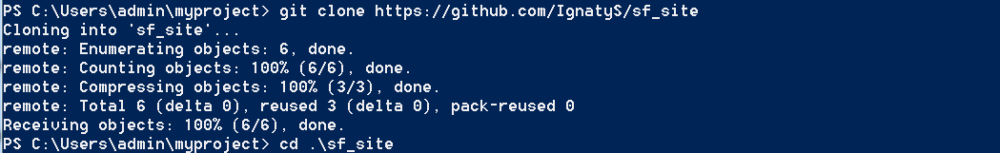 PS C:\Users\admin\myproject> git clone https://github.com/IgnatyS/sf_site
Cloning into 'sf_site'...
remote: Enumerating objects: 6, done.
remote: Counting objects: 100% (6/6), done.
remote: Compressing objects: 100% (3/3), done.
remote: Total 6 (delta 0), reused 3 (delta 0), pack-reused 0
Receiving objects: 100% (6/6), done.
PS C:\Users\admin\myproject> cd .\sf_site